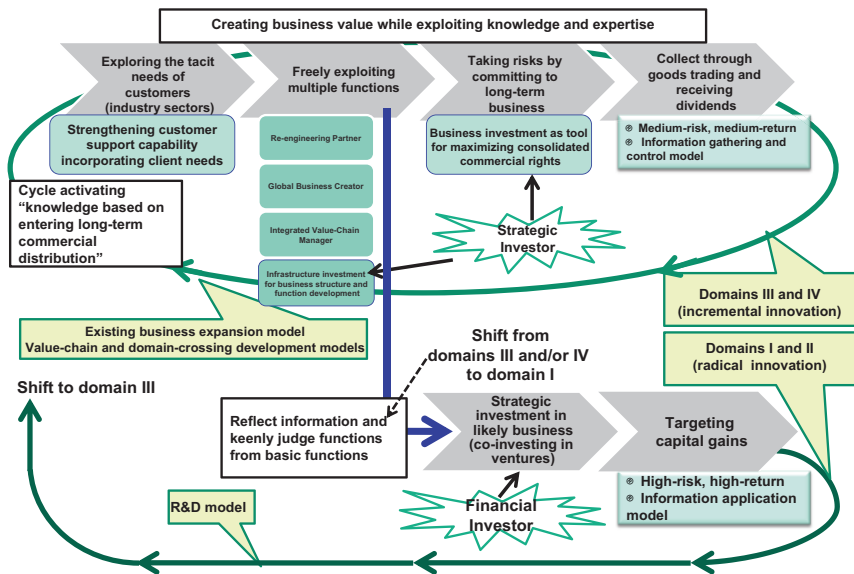 Creating business value while exploiting knowledge and expertise
Exploring the tacit
needs of
customers
(industry sectors)
Freely exploiting
multiple functions
Taking risks by
committing to
long-term
business
Collect through
goods trading and
receiving
dividends
Strengthening customer
support capability
incorporating client needs
Re-engineering Partner
Global Business Creator
Integrated Value-Chain
Manager
Infrastructure investment
for business structure and
function development
Business investment as tool
for maximizing consolidated
commercial rights
Medium-risk, medium-return
Information gathering and
control model
Cycle activating
“knowledge based on
entering long-term
commercial
distribution”
Strategic
Investor
Existing business expansion model
Value-chain and domain-crossing development models
Domains III and IV
(incremental innovation)
Domains I and II
(radical innovation)
Shift from
domains III and/or IV
to domain I
Shift to domain III
Reflect information and
keenly judge functions
from basic functions
Strategic
investment in
likely business
(co-investing in
ventures)
Targeting
capital gains
High-risk, high-return
Information application
model
Financial
Investor
R&D model